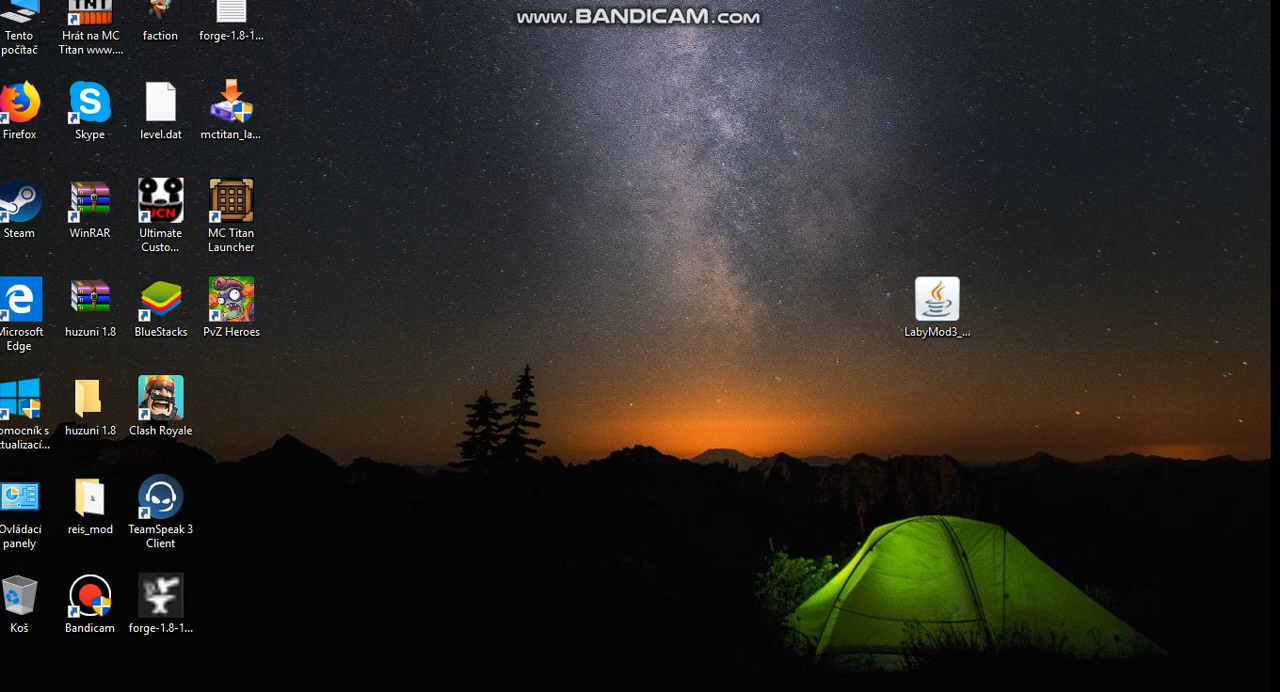 www.BANDICAM.com
Tento
počítač
Hrát na MC
Titan www....
faction
forge-1.8-1...
Firefox
Skype
level.dat
mctitan_la...
Steam
WinRAR
UCN
Ultimate
Custo...
MC Titan
Launcher
Microsoft
Edge
huzuni 1.8
BlueStacks
PvZ Heroes
LabyMod3_...
omocník s
ktualizací...
huzuni 1.8
Clash Royale
Ovládací
panely
reis_mod
TeamSpeak 3
Client
Koš
Bandicam
forge-1.8-1...